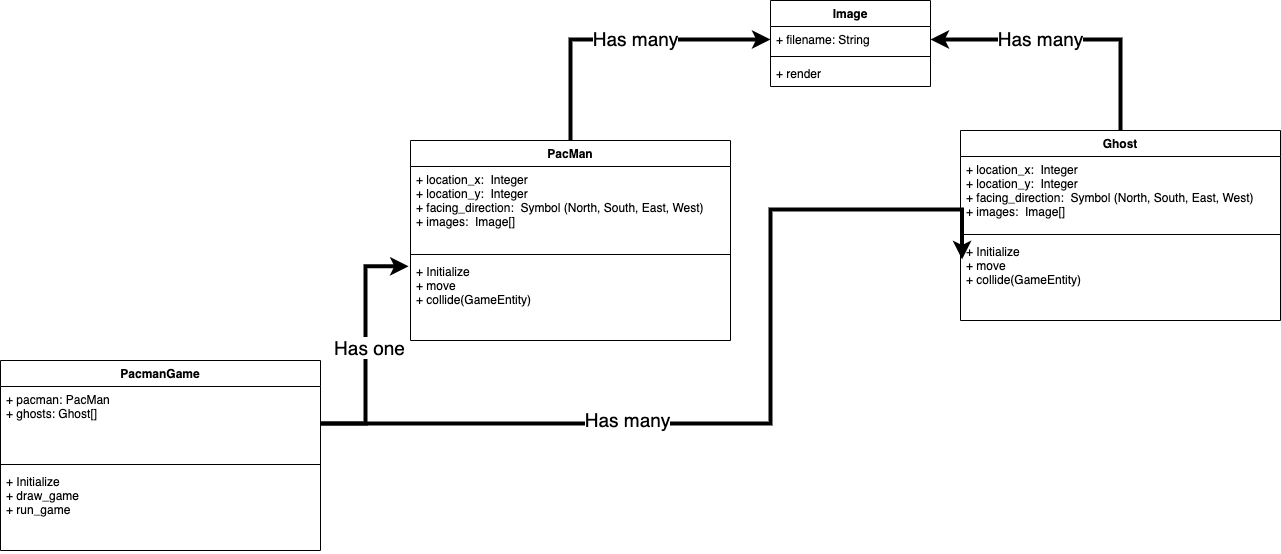 Image
+ filename: String
+ render
Has many
Has many
PacMan
+ location_x:  Integer
+ location_y:  Integer
+ facing_direction:  Symbol (North, South, East, West)
+ images:  Image[]
+ Initialize
+ move
+ collide(GameEntity)
Ghost
+ location_x:  Integer
+ location_y:  Integer
+ facing_direction:  Symbol (North, South, East, West)
+ images:  Image[]
+ Initialize
+ move
+ collide(GameEntity)
Has one
PacmanGame
+ pacman: PacMan
+ ghosts: Ghost[]
+ Initialize
+ draw_game
+ run_game
Has many